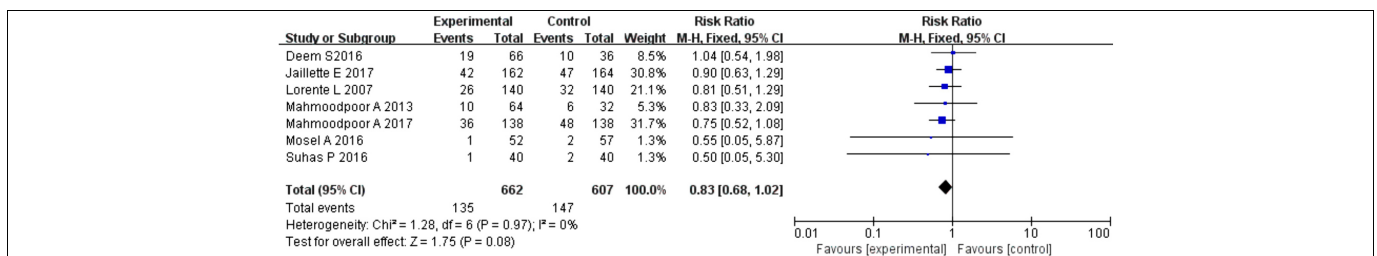 Experimental Control Risk Ratio Risk Ratio
Study or Subgroup Events Total Events Total Weight M-H, Fixed, 95% CI M-H, Fixed, 95% CI
Deem S2016 19 66 10 36 8.5% 1.04 [0.54, 1.98]
Jaillette E 2017 42 162 47 164 30.8% 0.90 [0.63, 1.29]
Lorente L 2007 26 140 32 140 21.1% 0.81 [0.51, 1.29]
Mahmoodpoor A 2013 10 64 6 32 5.3% 0.83 [0.33, 2.09]
Mahmoodpoor A 2017 36 138 48 138 31.7% 0.75 [0.52, 1.08]
Mosel A 2016 1 52 2 57 1.3% 0.55 [0.05, 5.87]
Suhas P 2016 1 40 2 40 1.3% 0.50 [0.05, 5.30]
Total (95% CI) 662 607 100.0% 0.83 [0.68, 1.02]
Total events 135 147
Heterogeneity: Chi² = 1.28, df = 6 (P = 0.97); I² = 0%
Test for overall effect: Z = 1.75 (P = 0.08)
0.01 0.1 1 10 100
Favours [experimental] Favours [control]